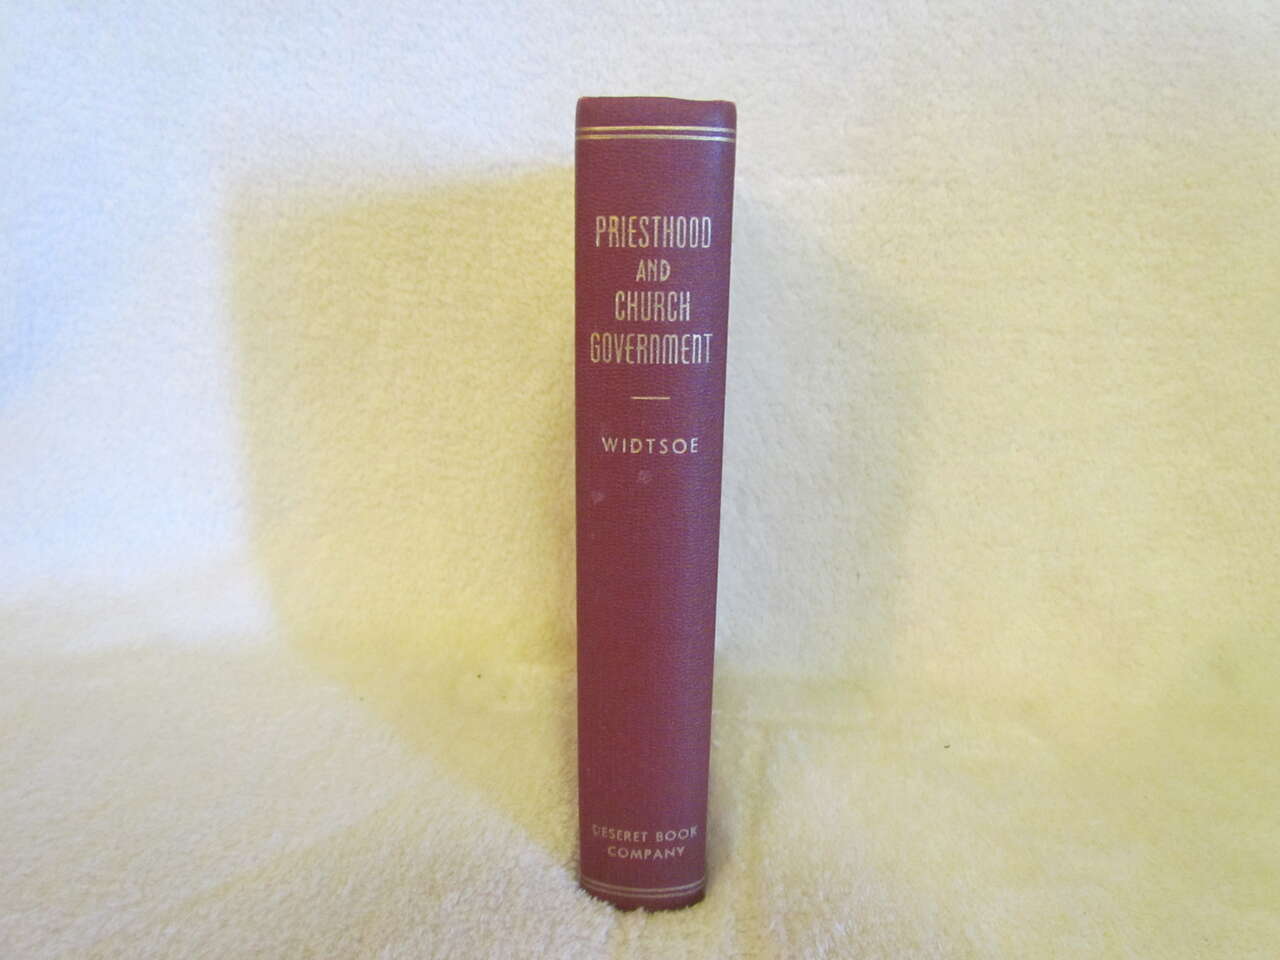 PRIESTHOOD
AND
CHURCH
GOVERNMENT
WIDTSOE
DESERET BOOK
COMPANY